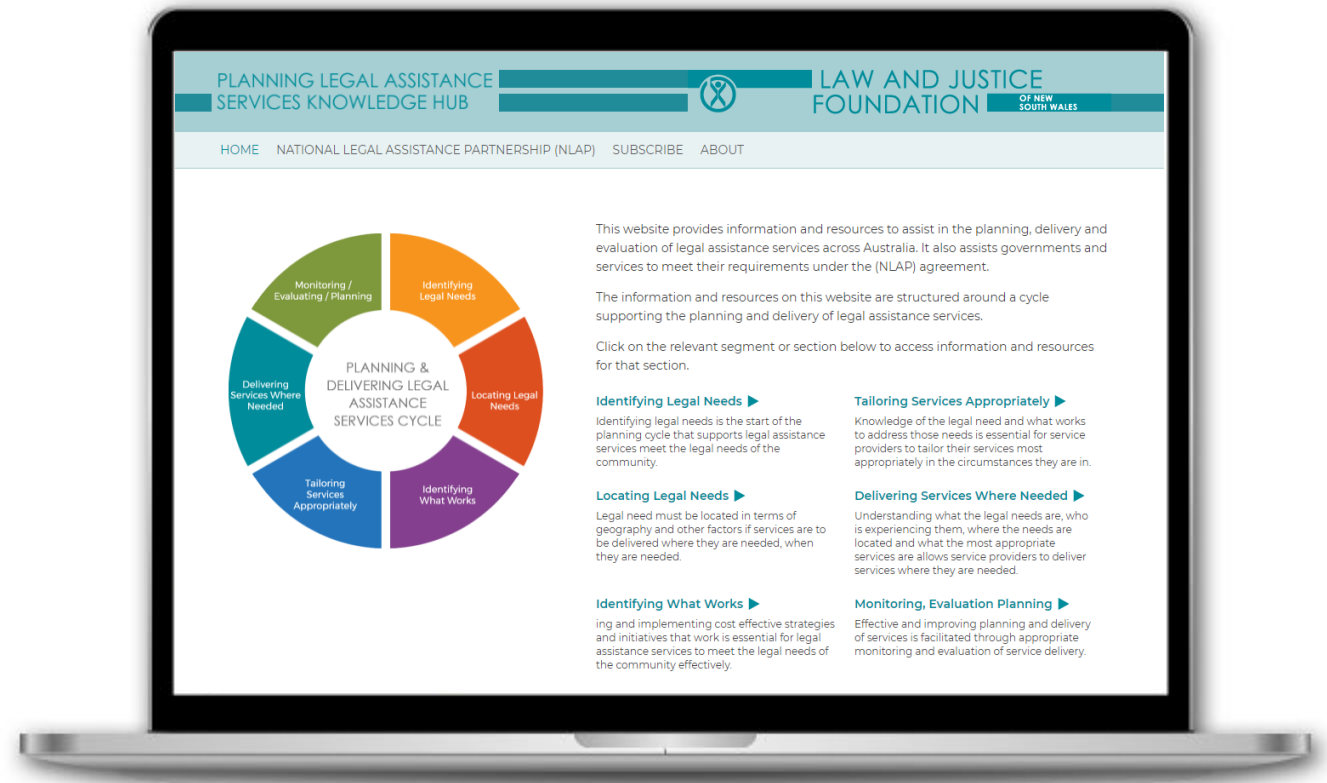 PLANNING LEGAL ASSISTANCE
SERVICES KNOWLEDGE HUB
LAW AND JUSTICE
FOUNDATION
OF NEW
SOUTH WALES
HOME NATIONAL LEGAL ASSISTANCE PARTNERSHIP (NLAP) SUBSCRIBE ABOUT
Monitoring /
Evaluating / Planning
Identifying
Legal Needs
Delivering
Services Where
Needed
PLANNING &
DELIVERING LEGAL
ASSISTANCE
SERVICES CYCLE
Locating Legal
Needs
Tailoring
Services
Appropriately
Identifying
What Works
This website provides information and resources to assist in the planning, delivery and
evaluation of legal assistance services across Australia. It also assists governments and
services to meet their requirements under the (NLAP) agreement.
The information and resources on this website are structured around a cycle
supporting the planning and delivery of legal assistance services.
Click on the relevant segment or section below to access information and resources
for that section.
Identifying Legal Needs ▶
Identifying legal needs is the start of the
planning cycle that supports legal assistance
services meet the legal needs of the
community.
Tailoring Services Appropriately ▶
Knowledge of the legal need and what works
to address those needs is essential for service
providers to tailor their services most
appropriately in the circumstances they are in.
Locating Legal Needs ▶
Legal need must be located in terms of
geography and other factors if services are to
be delivered where they are needed, when
they are needed.
Delivering Services Where Needed ▶
Understanding what the legal needs are, who
is experiencing them, where the needs are
located and what the most appropriate
services are allows service providers to deliver
services where they are needed.
Identifying What Works ▶
ing and implementing cost effective strategies
and initiatives that work is essential for legal
assistance services to meet the legal needs of
the community effectively.
Monitoring, Evaluation Planning ▶
Effective and improving planning and delivery
of services is facilitated through appropriate
monitoring and evaluation of service delivery.